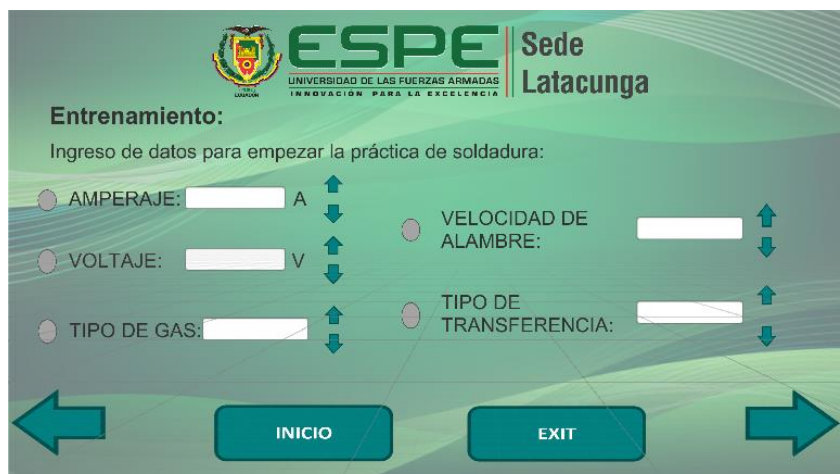 ESPE
UNIVERSIDAD DE LAS FUERZAS ARMADAS
INNOVACIÓN PARA LA EXCELENCIA
Sede
Latacunga
ECUADOR
Entrenamiento:
Ingreso de datos para empezar la práctica de soldadura:
AMPERAJE: A
VOLTAJE: V
TIPO DE GAS:
VELOCIDAD DE
ALAMBRE:
TIPO DE
TRANSFERENCIA:
INICIO
EXIT